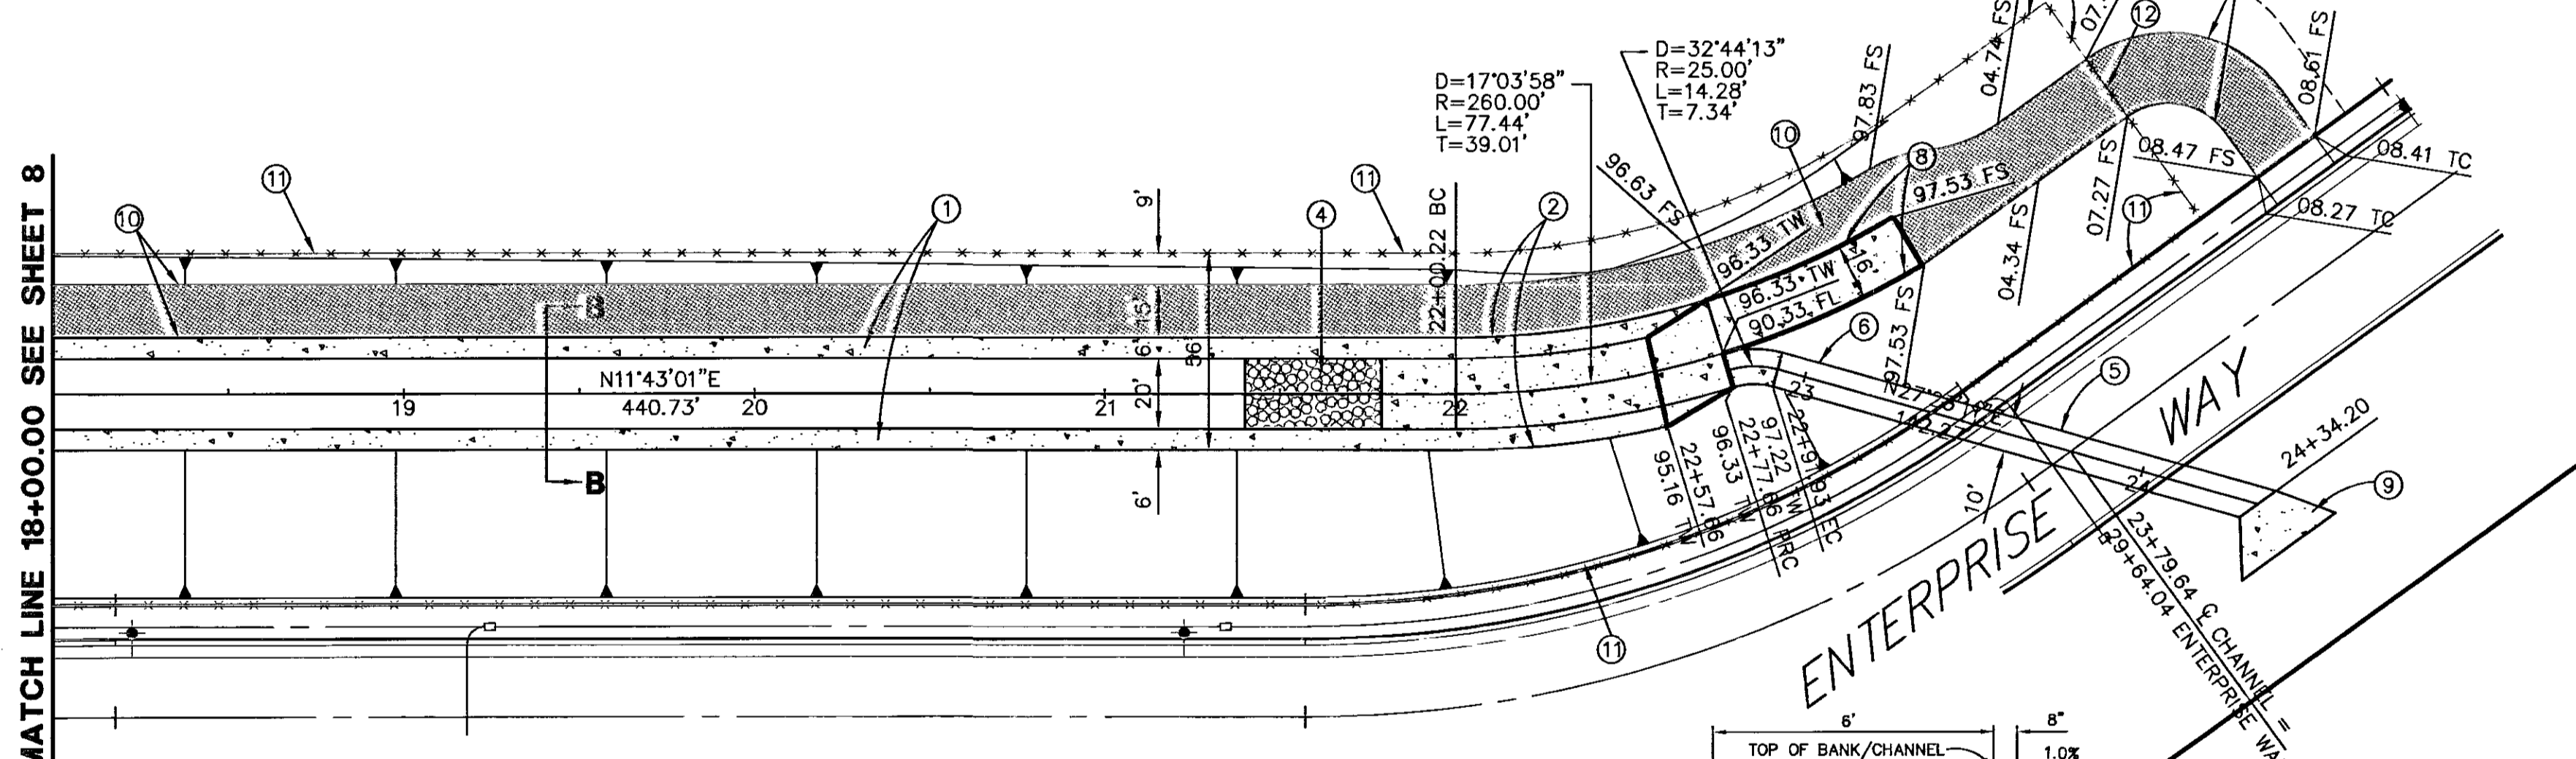 MATCH LINE 18+00.00 SEE SHEET 8
10
11
1
9'
4
11
2
22+00.22 BC
D=17°03'58"
R=260.00'
L=77.44'
T=39.01'
D=32°44'13"
R=25.00'
L=14.28'
T=7.34'
96.63 FS
97.83 FS
04.74 FS
07.
12
08.61 FS
10
8
97.53 FS
96.33 TW
96.33 TW
90.33 FL
16'
04.34 FS
07.27 FS
08.47 FS
08.41 TC
08.27 TC
11
B
15'
6'
56'
20'
6'
N11°43'01"E
440.73'
19
20
21
22
23
24
B
6
97.53 FS
5
10'
9
24+34.20
95.16 TW
22+57.66
96.33 TW
22+77.66 PRC
97.22 TW
22+91.93 EC
11
ENTERPRISE WAY
23+79.64 ℄ CHANNEL =
29+64.04 ENTERPRISE WA
6'
8"
TOP OF BANK/CHANNEL
1.0%